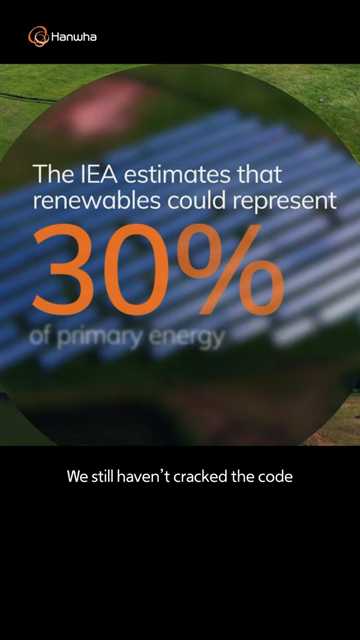 Hanwha
The IEA estimates that
renewables could represent
30%
of primary energy
We still haven't cracked the code